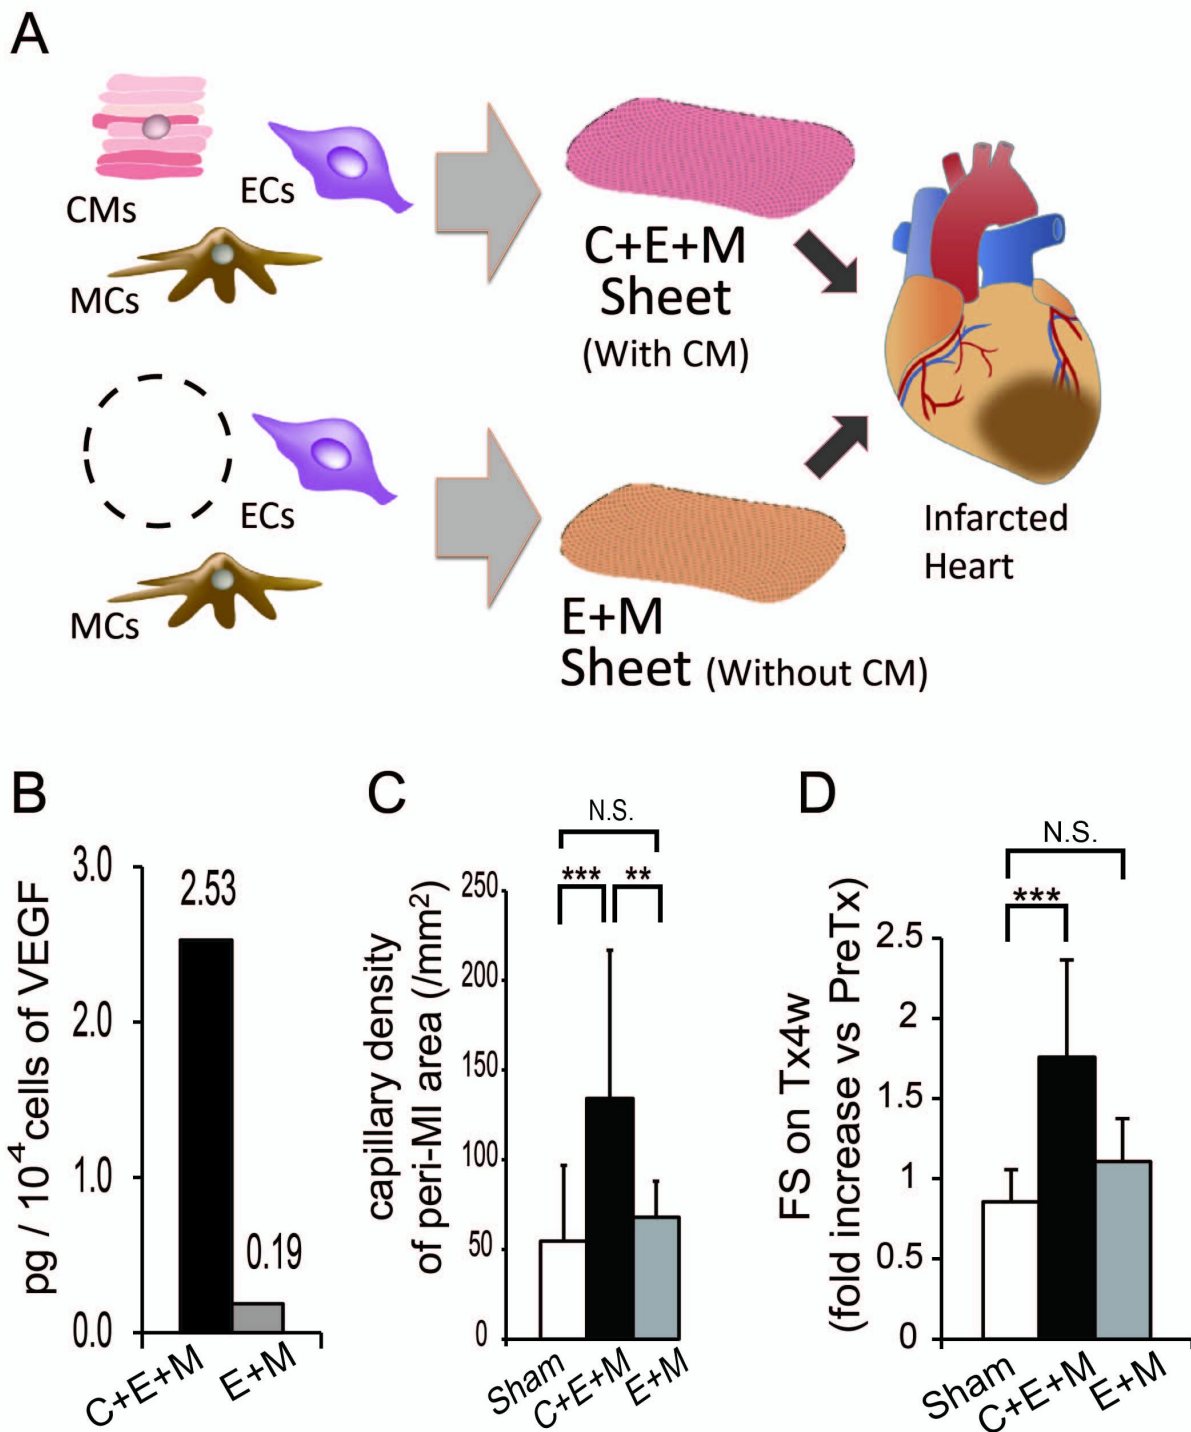 A
CMs
ECs
MCs
C+E+M
Sheet
(With CM)
ECs
MCs
E+M
Sheet (Without CM)
Infarcted
Heart
B
pg / 10⁴ cells of VEGF
3.0
2.0
1.0
0.0
2.53
0.19
C+E+M
E+M
C
capillary density
of peri-MI area (/mm²)
N.S.
***
**
250
200
150
100
50
0
Sham
C+E+M
E+M
D
FS on Tx4w
(fold increase vs PreTx)
N.S.
***
2.5
2
1.5
1
0.5
0
Sham
C+E+M
E+M